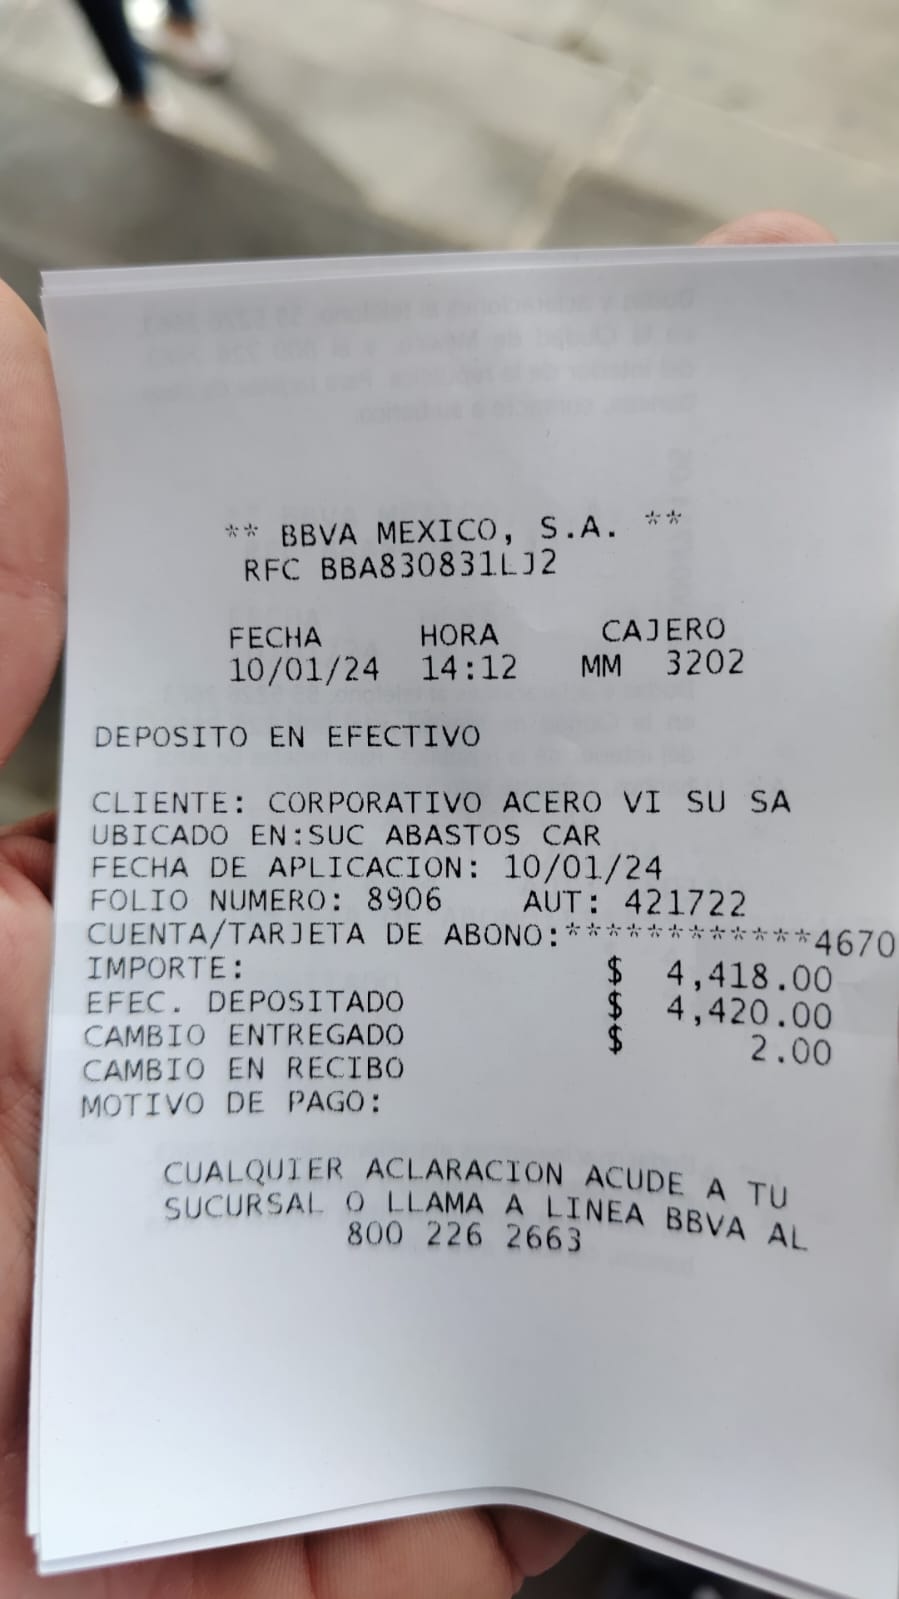 ** BBVA MEXICO, S.A. **
RFC BBA830831LJ2
FECHA HORA CAJERO
10/01/24 14:12 MM 3202
DEPOSITO EN EFECTIVO
CLIENTE: CORPORATIVO ACERO VI SU SA
UBICADO EN:SUC ABASTOS CAR
FECHA DE APLICACION: 10/01/24
FOLIO NUMERO: 8906 AUT: 421722
CUENTA/TARJETA DE ABONO:************4670
IMPORTE: $ 4,418.00
EFEC. DEPOSITADO $ 4,420.00
CAMBIO ENTREGADO $ 2.00
CAMBIO EN RECIBO
MOTIVO DE PAGO:
CUALQUIER ACLARACION ACUDE A TU
SUCURSAL O LLAMA A LINEA BBVA AL
800 226 2663